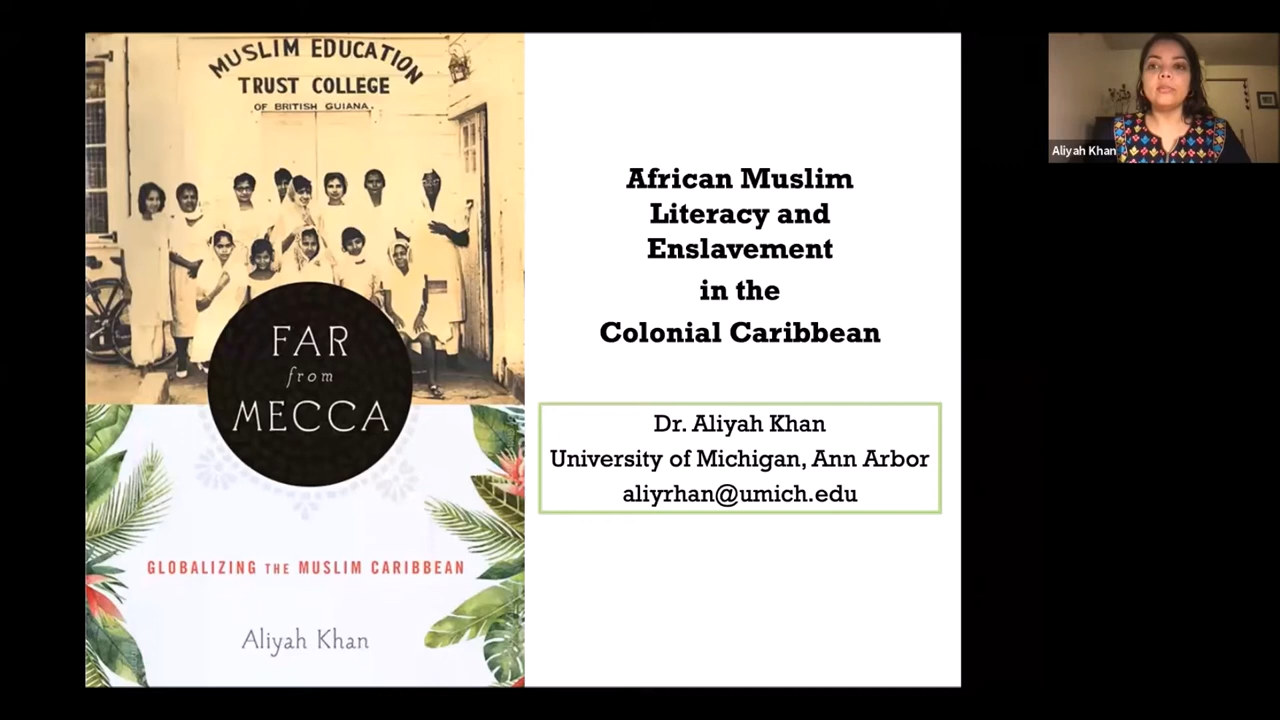 MUSLIM EDUCATION
TRUST COLLEGE
OF BRITISH GUIANA.
FAR
from
MECCA
GLOBALIZING THE MUSLIM CARIBBEAN
Aliyah Khan
African Muslim
Literacy and
Enslavement
in the
Colonial Caribbean
Dr. Aliyah Khan
University of Michigan, Ann Arbor
aliyrhan@umich.edu
Aliyah Khan